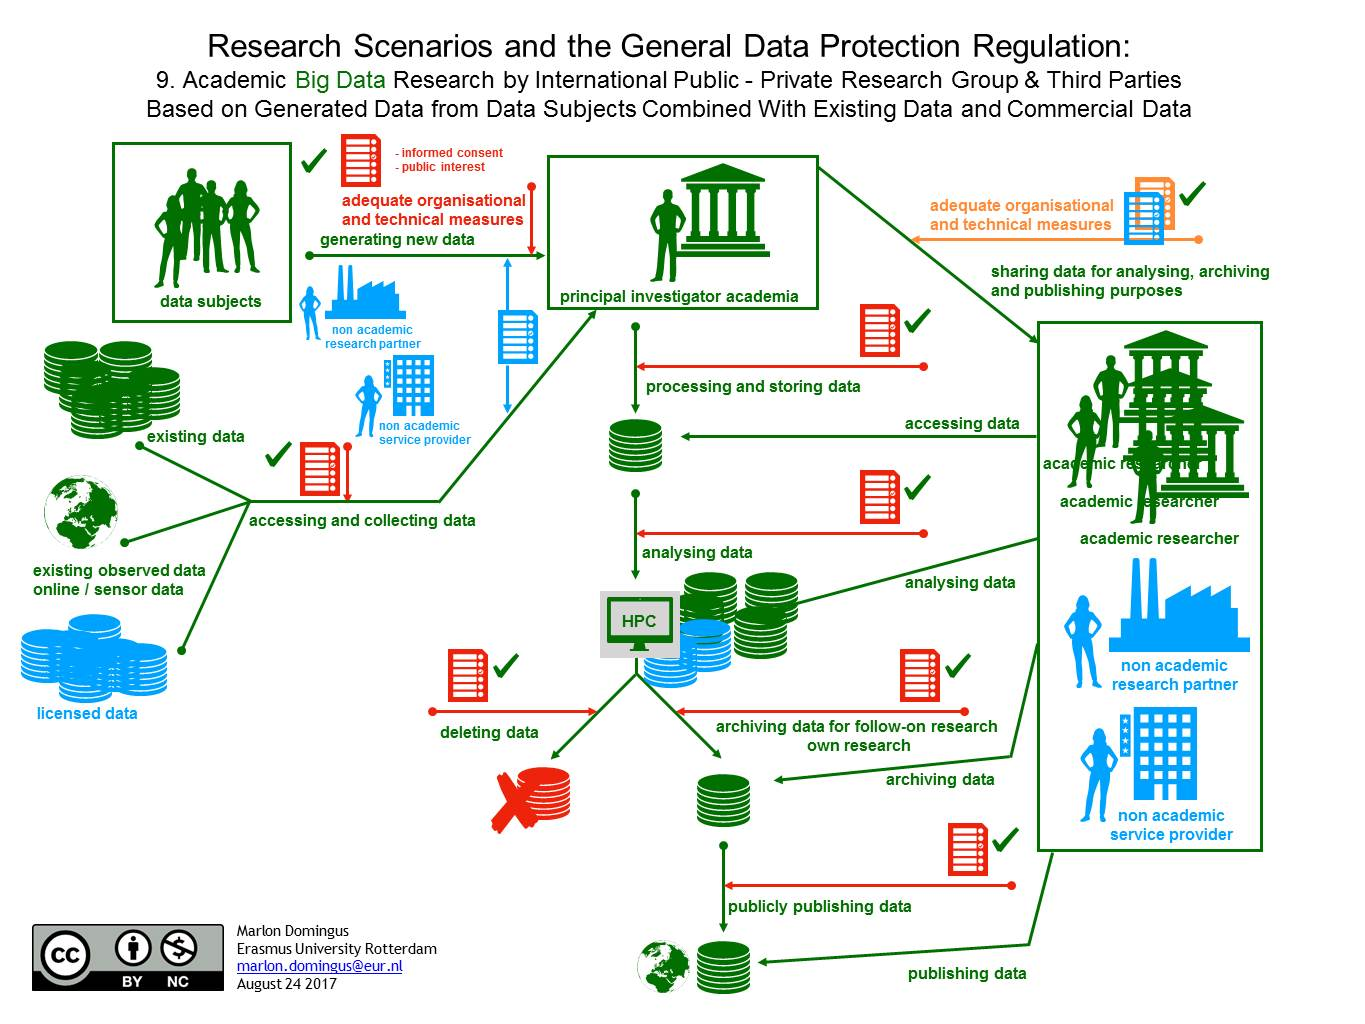 Research Scenarios and the General Data Protection Regulation:
9. Academic Big Data Research by International Public - Private Research Group & Third Parties
Based on Generated Data from Data Subjects Combined With Existing Data and Commercial Data
- informed consent
- public interest
adequate organisational
and technical measures
generating new data
data subjects
non academic
research partner
non academic
service provider
principal investigator academia
adequate organisational
and technical measures
sharing data for analysing, archiving
and publishing purposes
existing data
accessing and collecting data
existing observed data
online / sensor data
licensed data
processing and storing data
accessing data
academic researcher
academic researcher
academic researcher
analysing data
analysing data
HPC
non academic
research partner
non academic
service provider
deleting data
archiving data for follow-on research
own research
archiving data
publicly publishing data
publishing data
cc
BY NC
Marlon Domingus
Erasmus University Rotterdam
marlon.domingus@eur.nl
August 24 2017